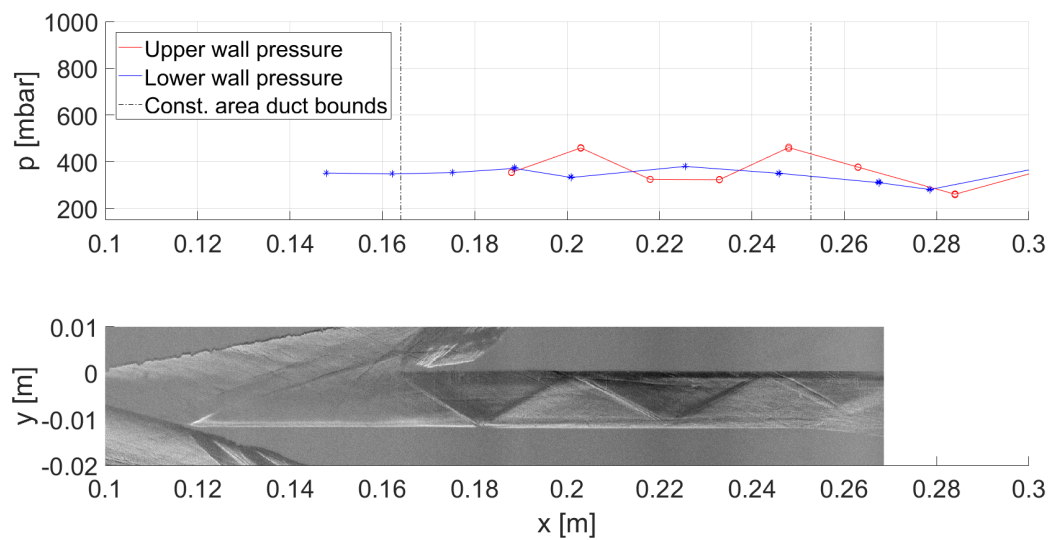 1000
800
600
400
200
p [mbar]
Upper wall pressure
Lower wall pressure
Const. area duct bounds
0.1 0.12 0.14 0.16 0.18 0.2 0.22 0.24 0.26 0.28 0.3
0.01
0
-0.01
-0.02
y [m]
0.1 0.12 0.14 0.16 0.18 0.2 0.22 0.24 0.26 0.28 0.3
x [m]